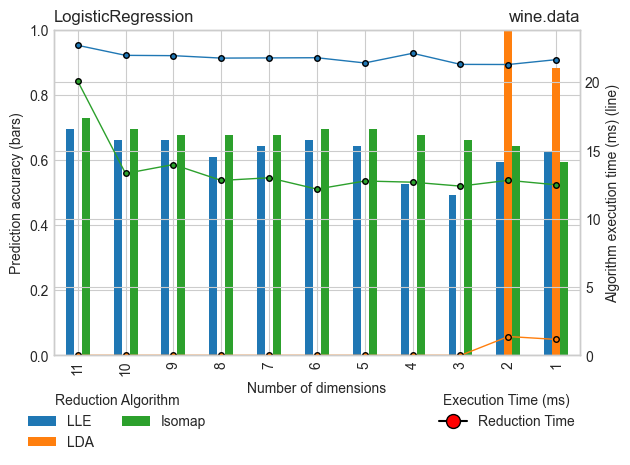 LogisticRegression wine.data
1.0
0.8
0.6
0.4
0.2
0.0
Prediction accuracy (bars)
20
15
10
5
0
Algorithm execution time (ms) (line)
11 10 9 8 7 6 5 4 3 2 1
Number of dimensions
Reduction Algorithm
LLE
LDA
Isomap
Execution Time (ms)
Reduction Time